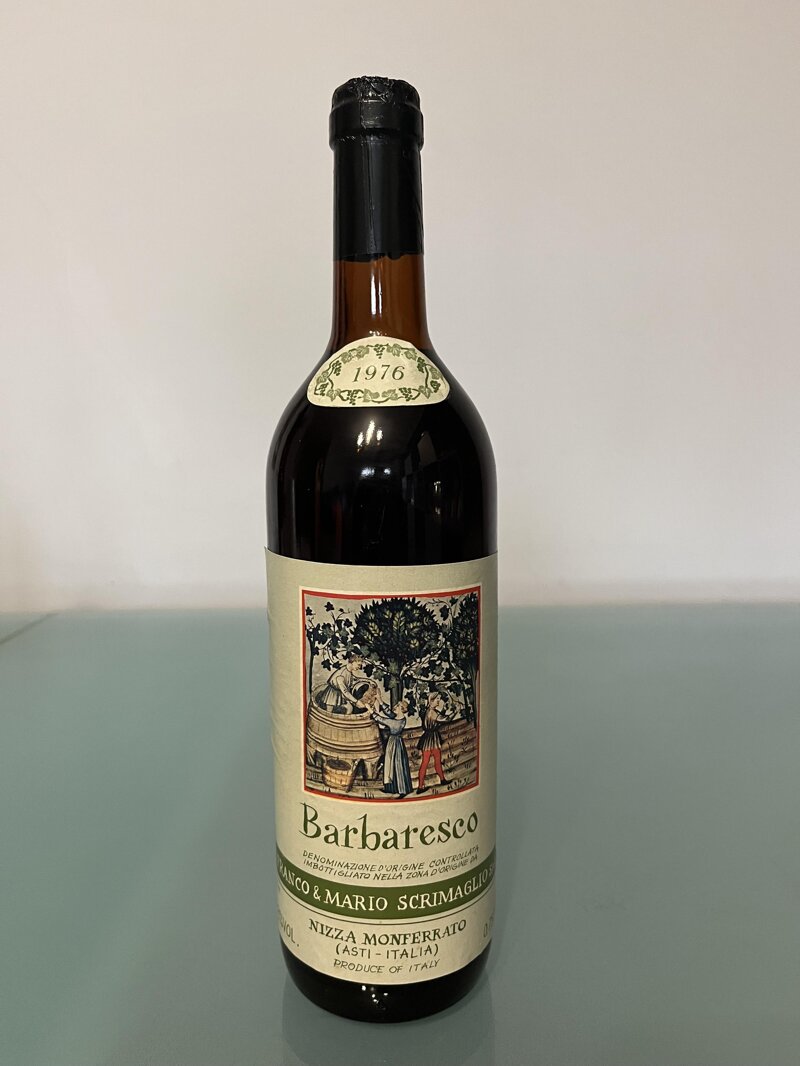 1976
Barbaresco
DENOMINAZIONE D'ORIGINE CONTROLLATA
IMBOTTIGLIATO NELLA ZONA D'ORIGINE DA
& MARIO SCRIMAGLIO
NIZZA MONFERRATO
VOL.
(ASTI - ITALIA)
PRODUCE OF ITALY